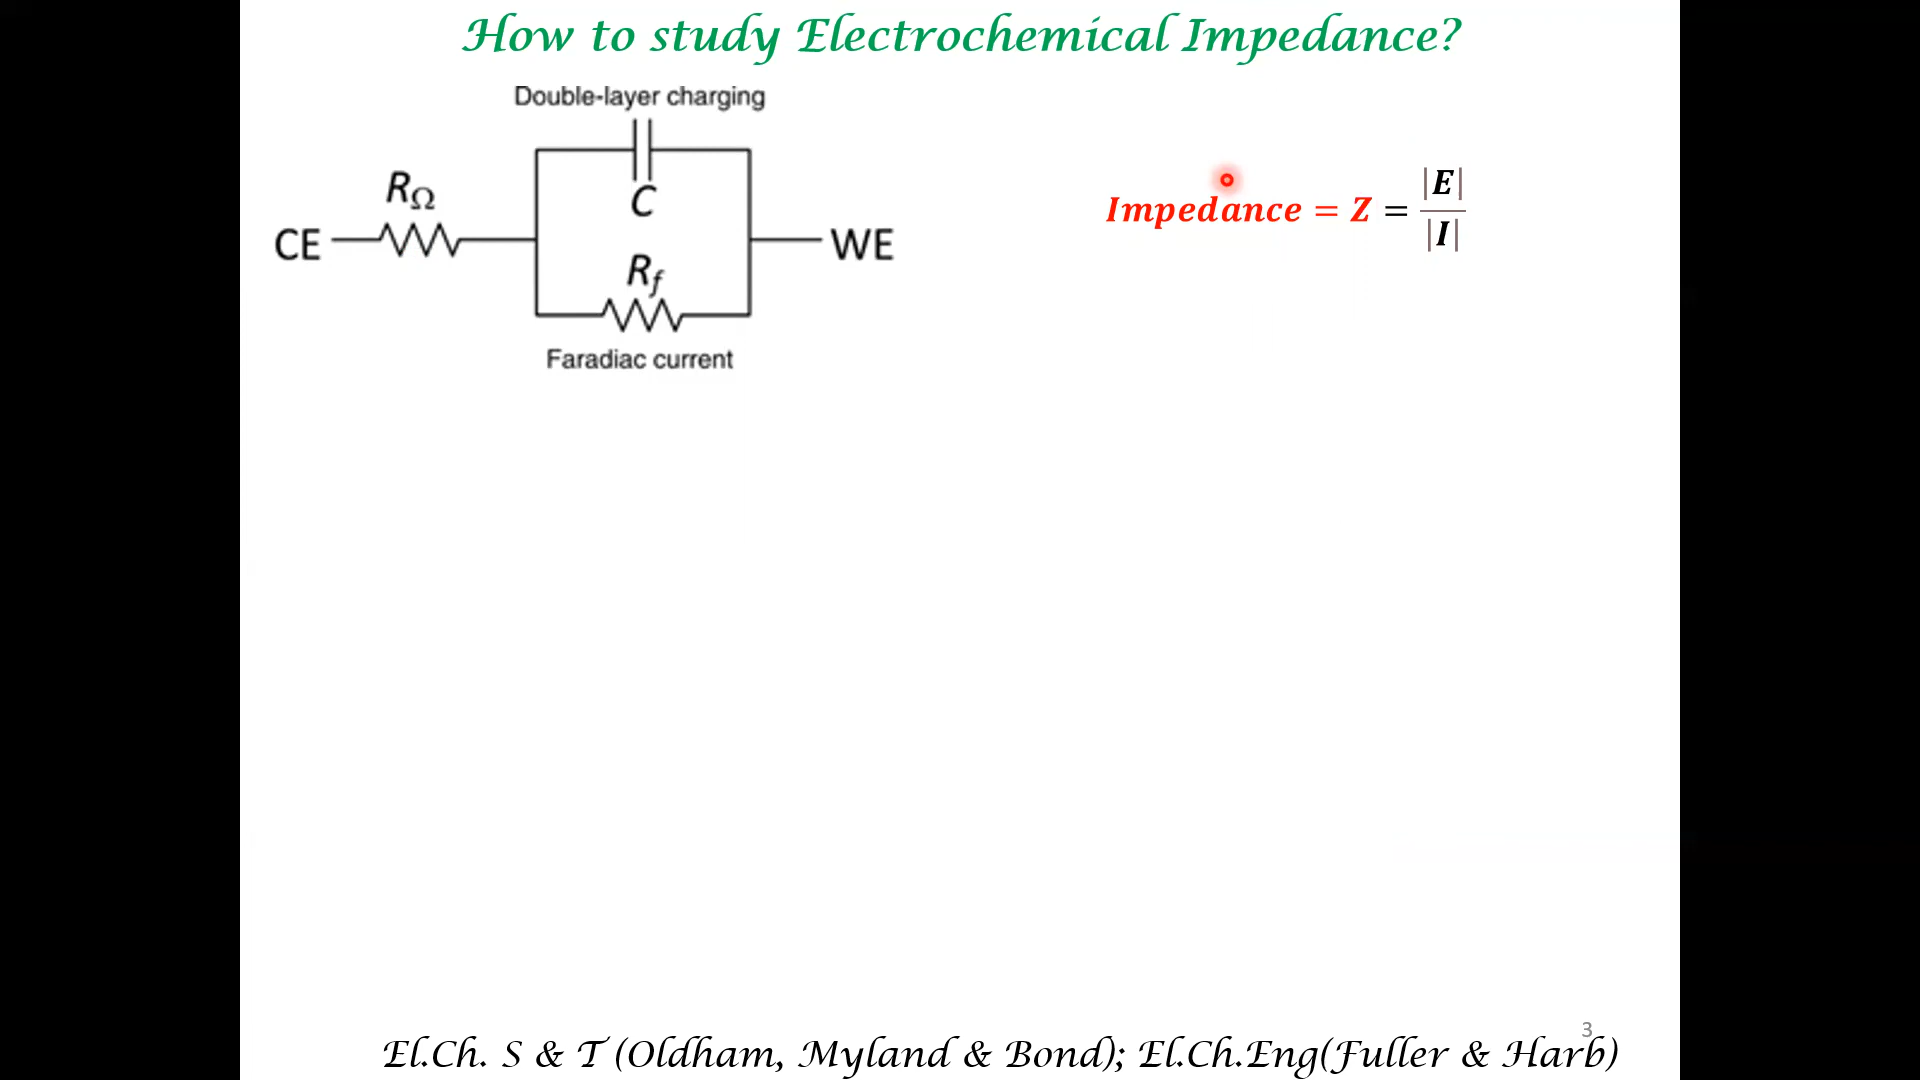 How to study Electrochemical Impedance?
Double-layer charging
RΩ
C
CE
WE
Rf
Faradiac current
Impedance = Z = |E| / |I|
3
El.Ch. S & T (Oldham, Myland & Bond); El.Ch.Eng(Fuller & Harb)